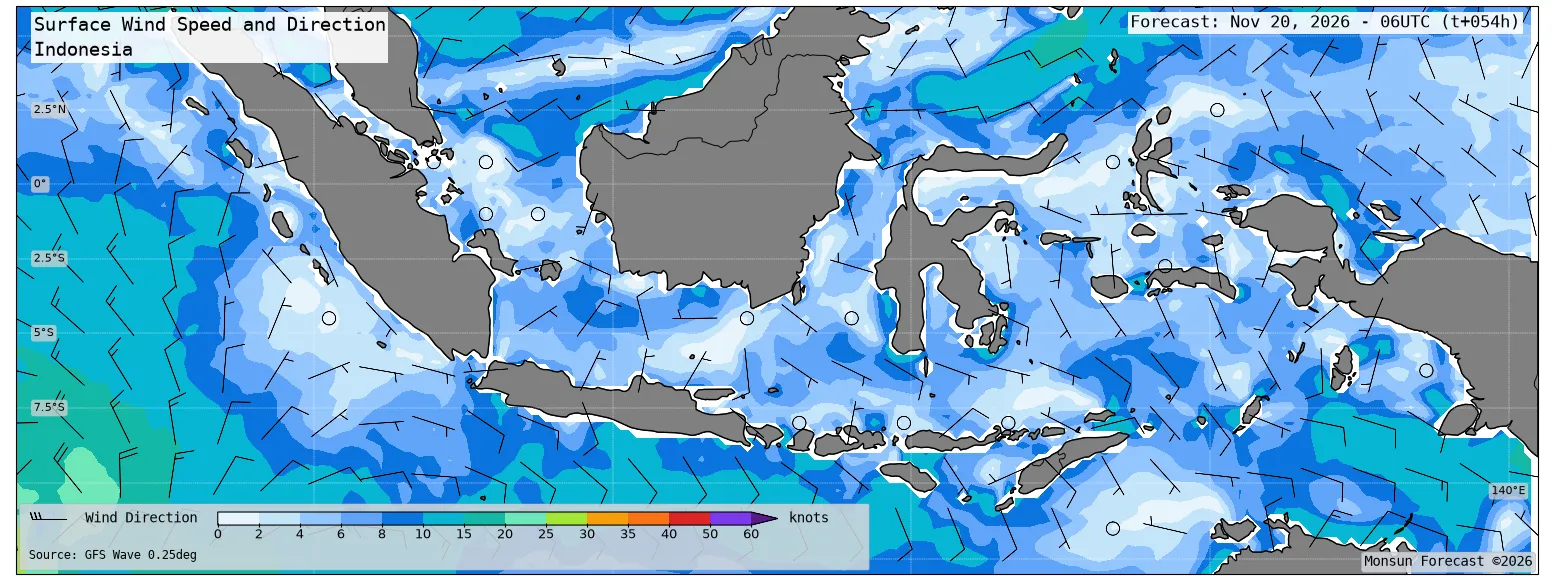 Surface Wind Speed and Direction
Indonesia
Forecast: Nov 20, 2026 - 06UTC (t+054h)
2.5°N
0°
2.5°S
5°S
7.5°S
140°E
Wind Direction
knots
0 2 4 6 8 10 15 20 25 30 35 40 50 60
Source: GFS Wave 0.25deg
Monsun Forecast ©2026